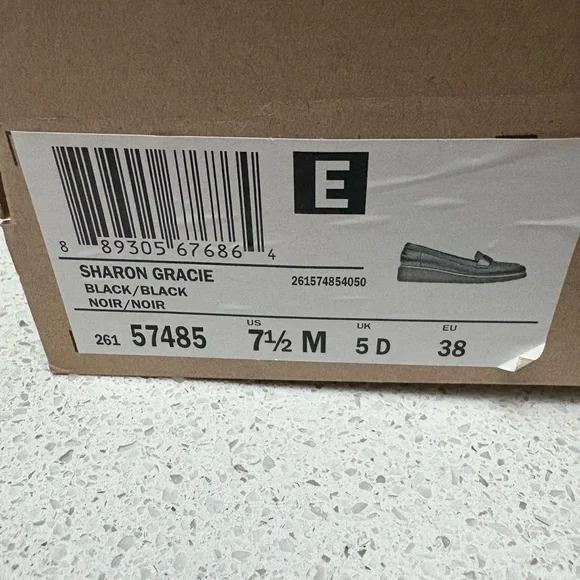 E
8 89305 67686 4
SHARON GRACIE
261574854050
BLACK/BLACK
NOIR/NOIR
US UK EU
261 57485 7½ M 5 D 38